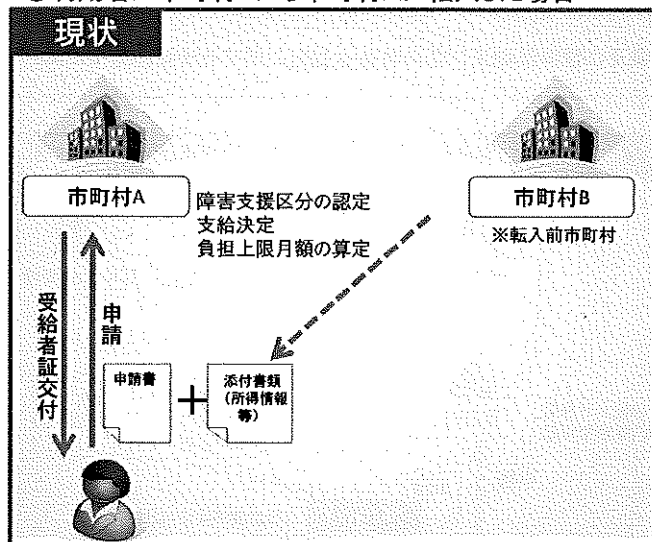 現状
市町村A
障害支援区分の認定
支給決定
負担上限月額の算定
市町村B
※転入前市町村
受給者証交付
申請
申請書
＋
添付書類
(所得情報
等)